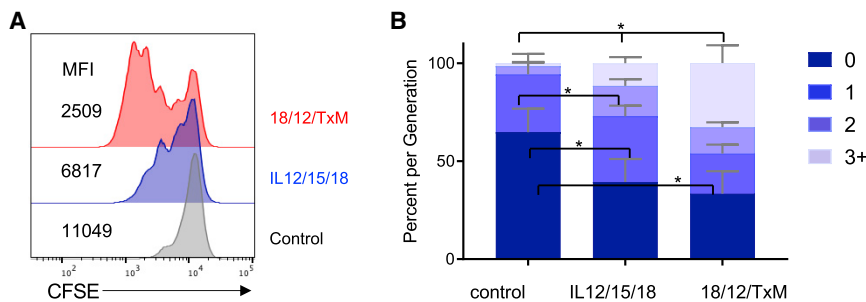 A
MFI
2509
18/12/TxM
6817
IL12/15/18
11049
Control
10² 10³ 10⁴ 10⁵
CFSE
B
Percent per Generation
100
50
0
*
*
*
*
control IL12/15/18 18/12/TxM
0
1
2
3+